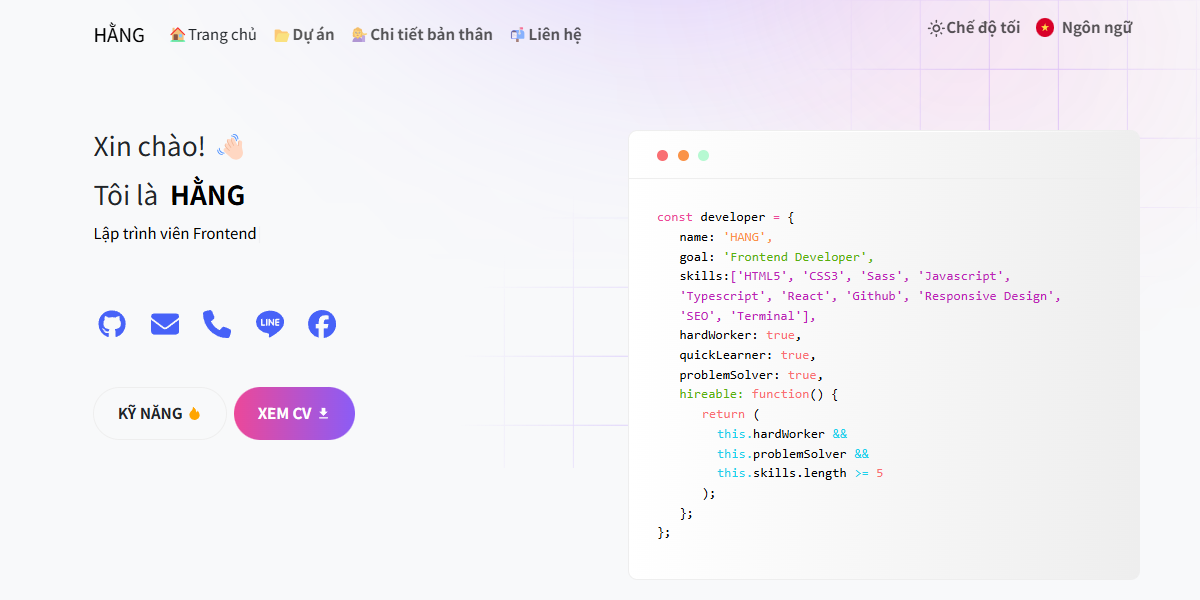 HẰNG
Trang chủ
Dự án
Chi tiết bản thân
Liên hệ
Chế độ tối
Ngôn ngữ
Xin chào!
Tôi là HẰNG
Lập trình viên Frontend
LINE
KỸ NĂNG
XEM CV
const developer = {
name: 'HANG',
goal: 'Frontend Developer',
skills:['HTML5', 'CSS3', 'Sass', 'Javascript',
'Typescript', 'React', 'Github', 'Responsive Design',
'SEO', 'Terminal'],
hardWorker: true,
quickLearner: true,
problemSolver: true,
hireable: function() {
return (
this.hardWorker &&
this.problemSolver &&
this.skills.length >= 5
);
};
};